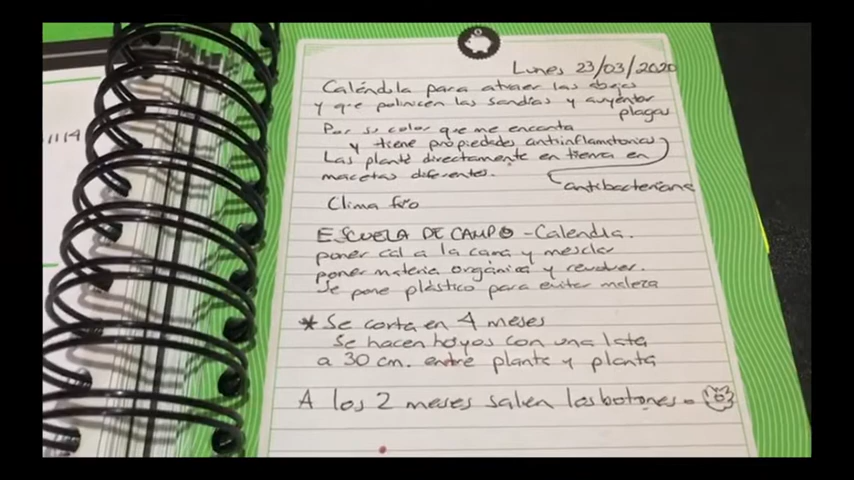 Lunes 23/03/2020
Caléndula para atraer las abejas
y que polinicen las sandías y auyentar
plagas
Por su color que me encanta
y tiene propiedades antiinflamatorias
Las planté directamente en tierra en
macetas diferentes.
antibacteriana
Clima frío
ESCUELA DE CAMPO - Calendla.
poner cal a la cama y mezclar
poner materia orgánica y revolver.
Se pone plástico para evitar maleza
* Se corta en 4 meses
Se hacen hoyos con una lata
a 30 cm. entre planta y planta
A los 2 meses salen los botones.